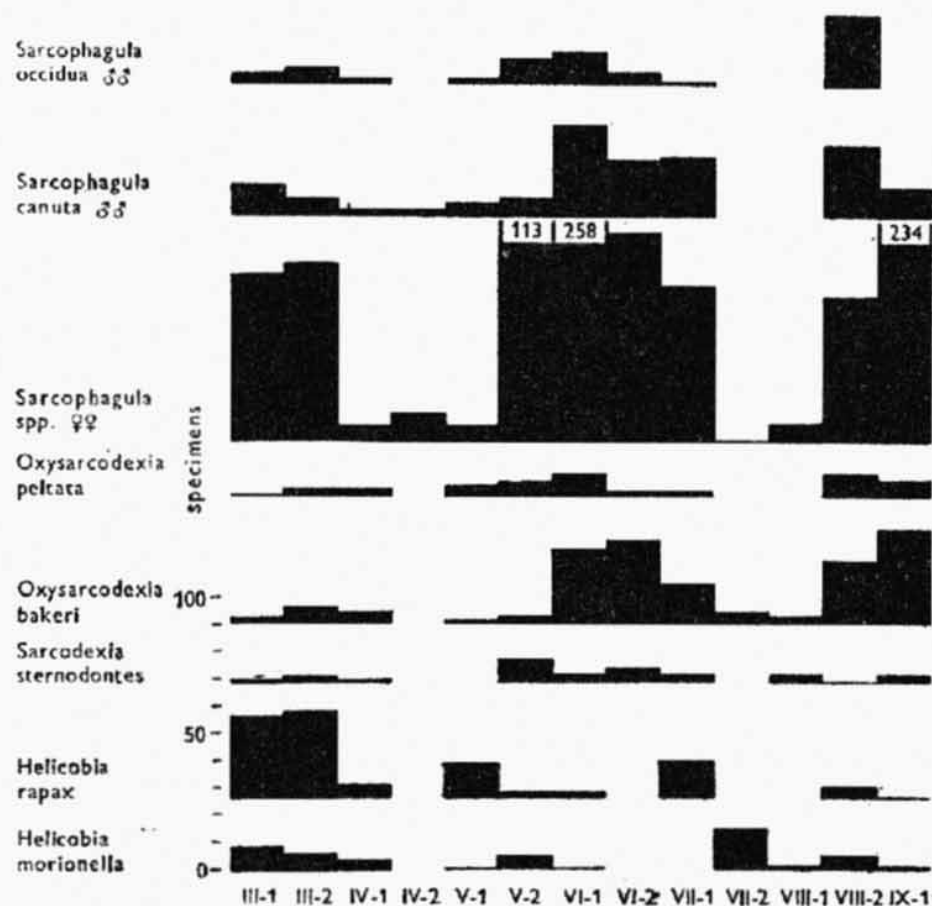 Sarcophagula
occidua ♂♂
Sarcophagula
canuta ♂♂
113 258 234
Sarcophagula
spp. ♀♀
Oxysarcodexia
peltata
specimens
Oxysarcodexia
bakeri
100
Sarcodexia
sternodontes
50
Helicobia
rapax
Helicobia
morionella
0
III-1 III-2 IV-1 IV-2 V-1 V-2 VI-1 VI-2 VII-1 VII-2 VIII-1 VIII-2 IX-1